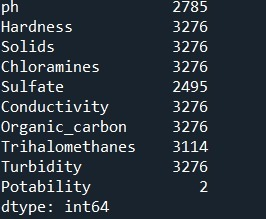 ph 2785
Hardness 3276
Solids 3276
Chloramines 3276
Sulfate 2495
Conductivity 3276
Organic_carbon 3276
Trihalomethanes 3114
Turbidity 3276
Potability 2
dtype: int64